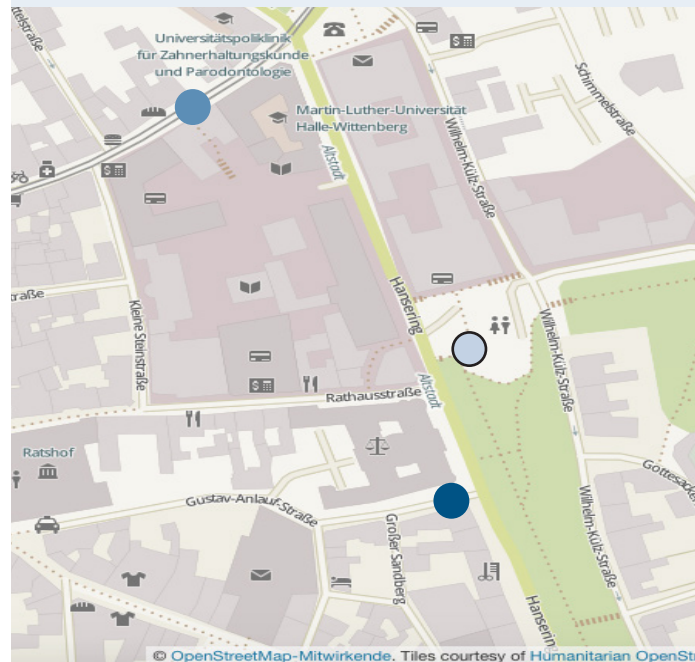 Universitätspoliklinik
für Zahnerhaltungskunde
und Parodontologie
Martin-Luther-Universität
Halle-Wittenberg
Altstadt
Wilhelm-Külz-Straße
Schimmelstraße
Hansering
Kleine Steinstraße
Wilhelm-Külz-Straße
Altstadt
Rathausstraße
Ratshof
Gustav-Anlauf-Straße
Großer Sandberg
Wilhelm-Külz-Straße
Hansering
© OpenStreetMap-Mitwirkende. Tiles courtesy of Humanitarian OpenStr